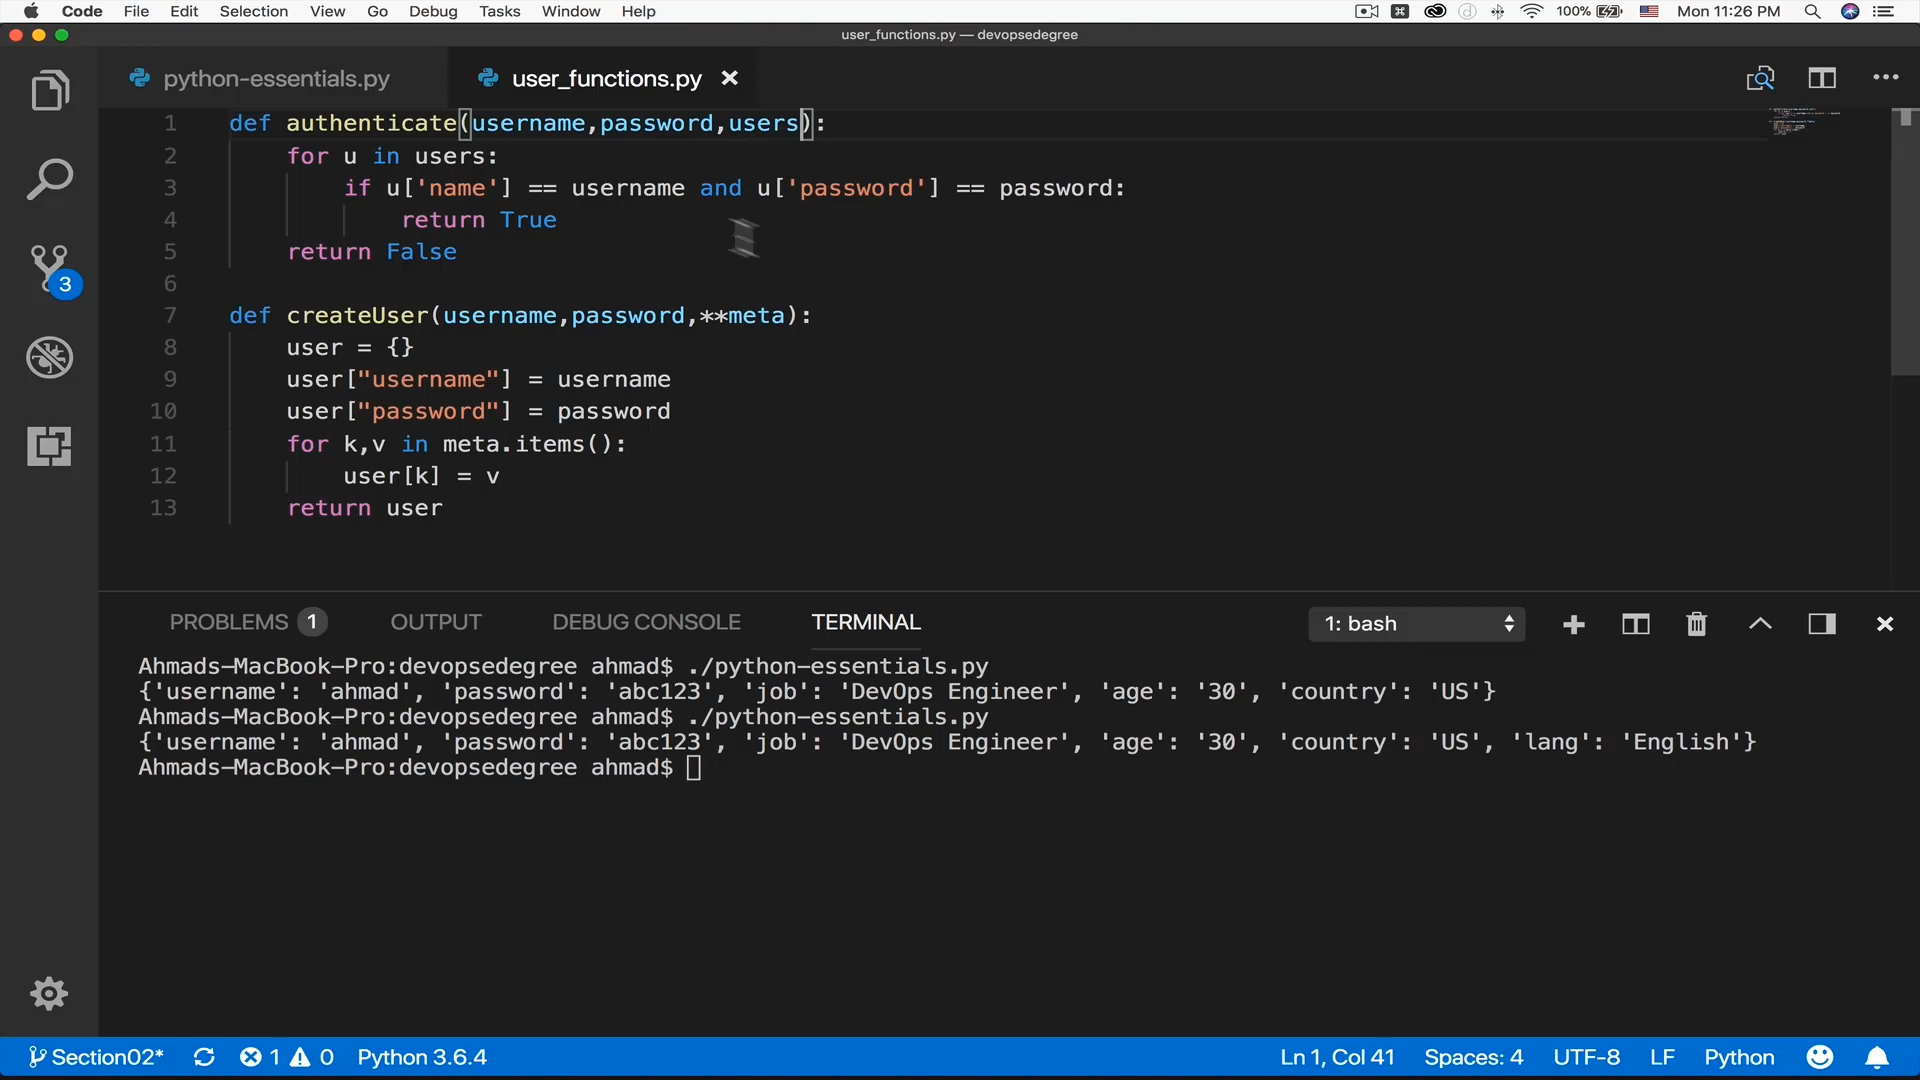 Code File Edit Selection View Go Debug Tasks Window Help 100% Mon 11:26 PM
user_functions.py — devopsedegree
python-essentials.py user_functions.py
1 def authenticate(username,password,users):
2 for u in users:
3 if u['name'] == username and u['password'] == password:
4 return True
5 return False
6
7 def createUser(username,password,**meta):
8 user = {}
9 user["username"] = username
10 user["password"] = password
11 for k,v in meta.items():
12 user[k] = v
13 return user
3
PROBLEMS 1 OUTPUT DEBUG CONSOLE TERMINAL 1: bash
Ahmads-MacBook-Pro:devopsedegree ahmad$ ./python-essentials.py
{'username': 'ahmad', 'password': 'abc123', 'job': 'DevOps Engineer', 'age': '30', 'country': 'US'}
Ahmads-MacBook-Pro:devopsedegree ahmad$ ./python-essentials.py
{'username': 'ahmad', 'password': 'abc123', 'job': 'DevOps Engineer', 'age': '30', 'country': 'US', 'lang': 'English'}
Ahmads-MacBook-Pro:devopsedegree ahmad$
Section02* 1 0 Python 3.6.4 Ln 1, Col 41 Spaces: 4 UTF-8 LF Python